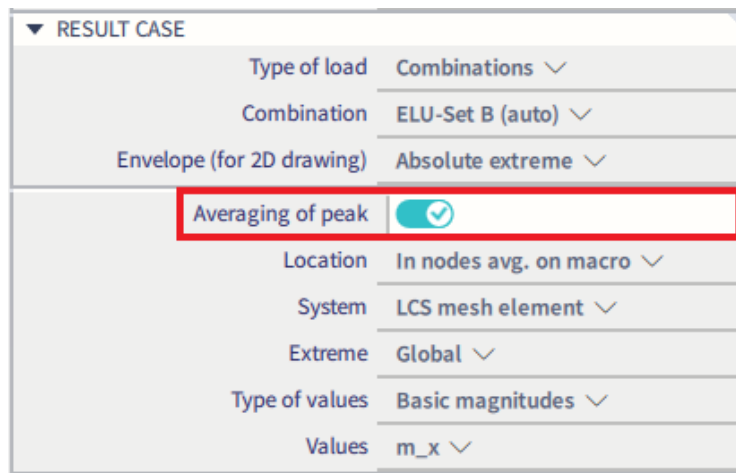 RESULT CASE
Type of load Combinations
Combination ELU-Set B (auto)
Envelope (for 2D drawing) Absolute extreme
Averaging of peak
Location In nodes avg. on macro
System LCS mesh element
Extreme Global
Type of values Basic magnitudes
Values m_x